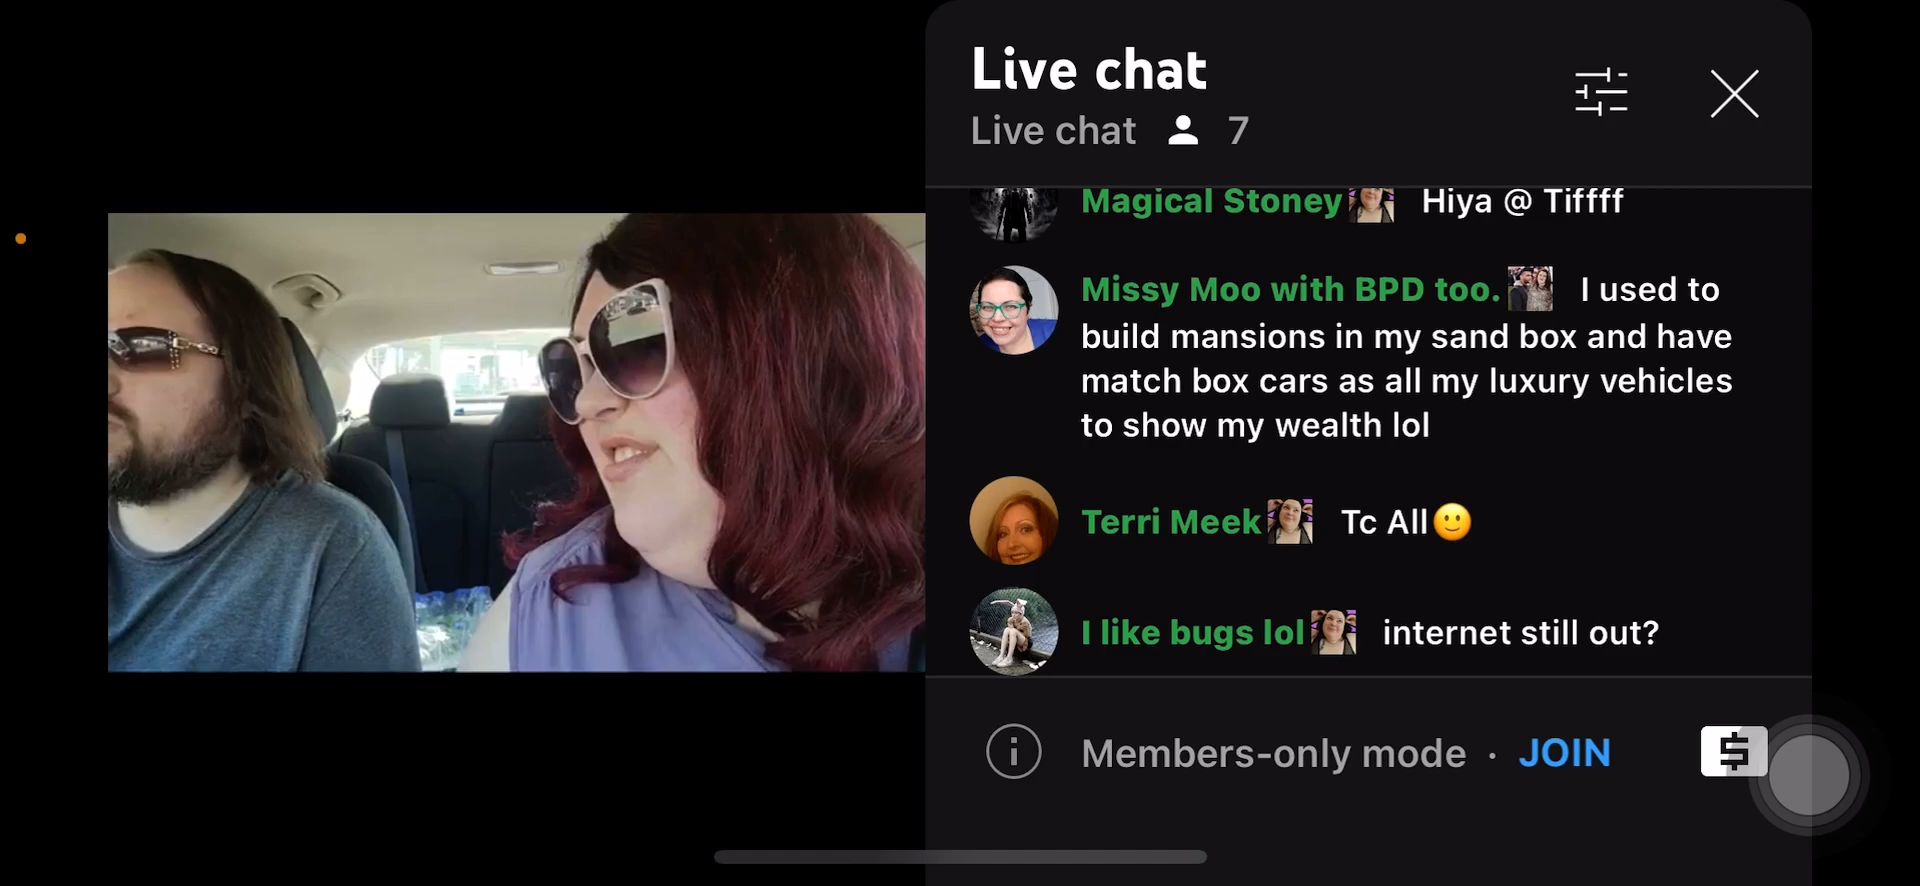 Live chat
Live chat 7
Magical Stoney Hiya @ Tiffff
Missy Moo with BPD too. I used to
build mansions in my sand box and have
match box cars as all my luxury vehicles
to show my wealth lol
Terri Meek Tc All🙂
I like bugs lol internet still out?
Members-only mode · JOIN $